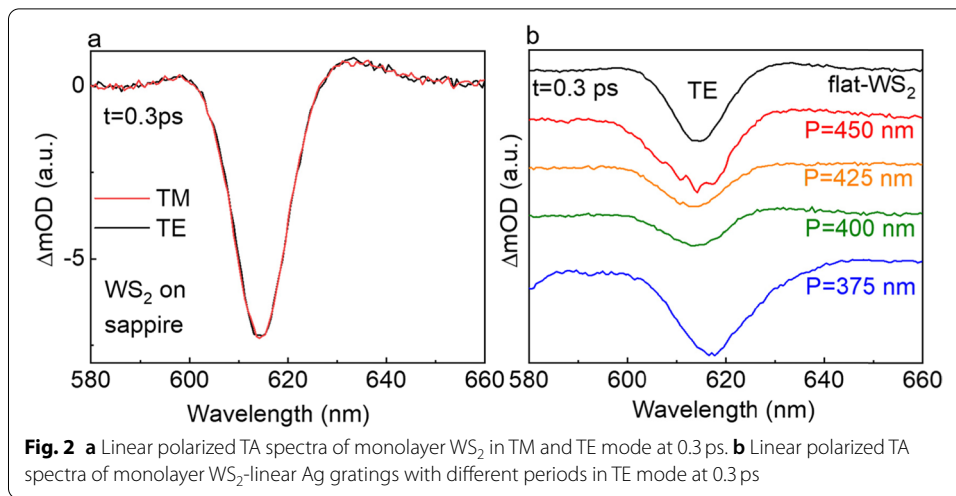 a
0
-5
ΔmOD (a.u.)
t=0.3ps
TM
TE
WS₂ on
sappire
580 600 620 640 660
Wavelength (nm)
b
t=0.3 ps
TE
flat-WS₂
P=450 nm
P=425 nm
P=400 nm
P=375 nm
ΔmOD (a.u.)
580 600 620 640 660
Wavelength (nm)
Fig. 2 a Linear polarized TA spectra of monolayer WS₂ in TM and TE mode at 0.3 ps. b Linear polarized TA
spectra of monolayer WS₂-linear Ag gratings with different periods in TE mode at 0.3 ps